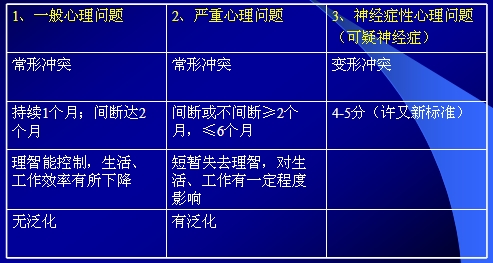 1、一般心理问题
2、严重心理问题
3、神经症性心理问题
（可疑神经症）
常形冲突
常形冲突
变形冲突
持续1个月；间断达2
个月
间断或不间断≥2个
月，≤6个月
4-5分（许又新标准）
理智能控制，生活、
工作效率有所下降
短暂失去理智，对生
活、工作有一定程度
影响
无泛化
有泛化